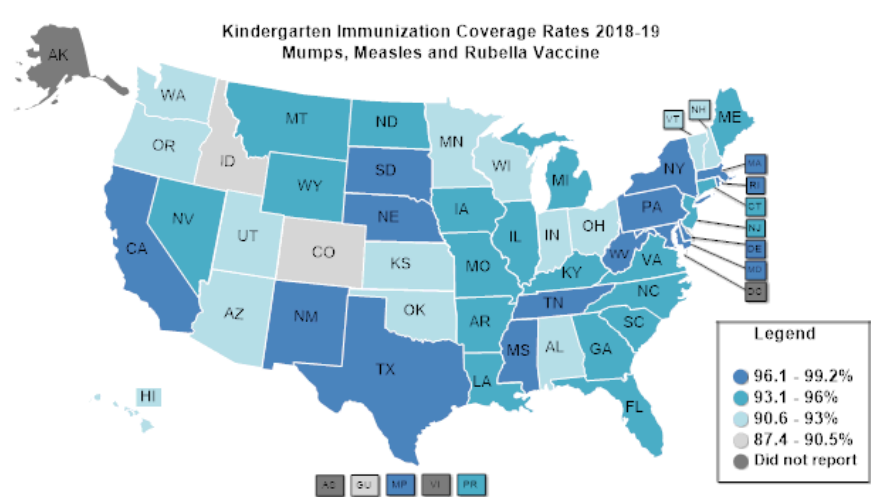 Kindergarten Immunization Coverage Rates 2018-19
Mumps, Measles and Rubella Vaccine
AK
WA
MT
ND
MN
VT
NH
ME
OR
ID
WY
SD
WI
MI
NY
MA
RI
CT
NJ
DE
MD
DC
NV
CA
UT
CO
NE
IA
IL
IN
OH
PA
WV
VA
KS
MO
KY
NC
AZ
NM
OK
AR
TN
SC
TX
LA
MS
AL
GA
FL
HI
Legend
96.1 - 99.2%
93.1 - 96%
90.6 - 93%
87.4 - 90.5%
Did not report
AS
GU
MP
VI
PR